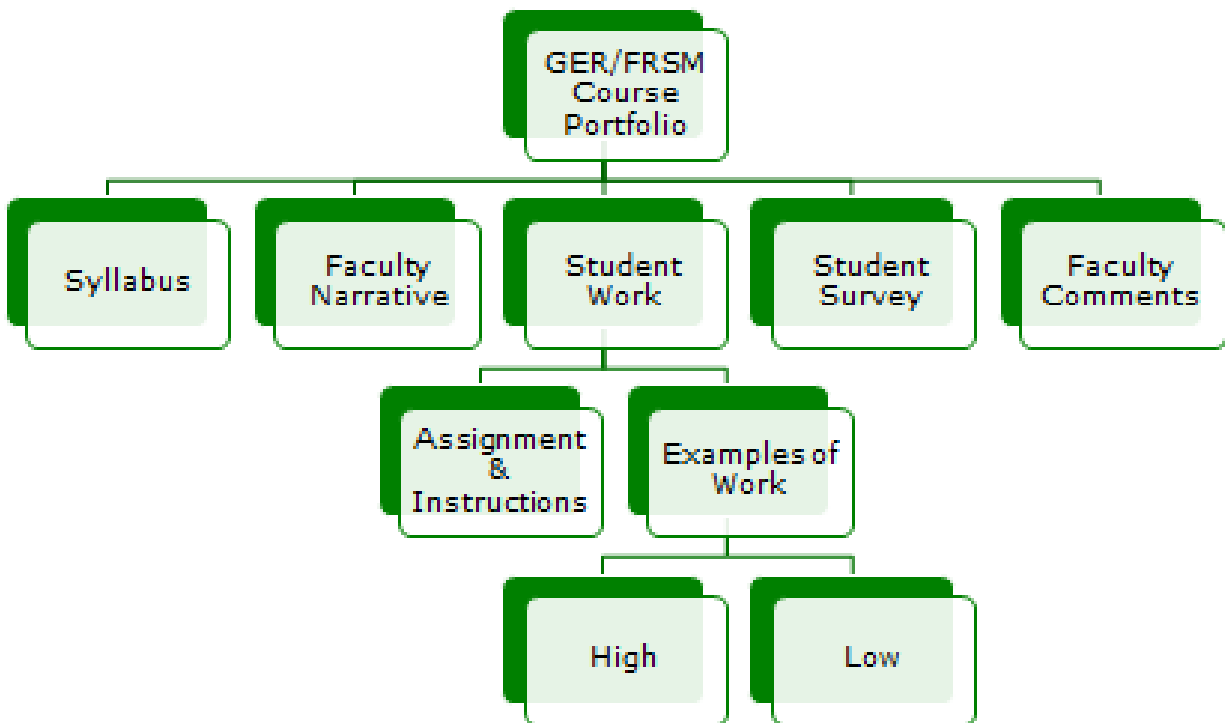 GER/FRSM
Course
Portfolio
Syllabus
Faculty
Narrative
Student
Work
Student
Survey
Faculty
Comments
Assignment
&
Instructions
Examples of
Work
High
Low